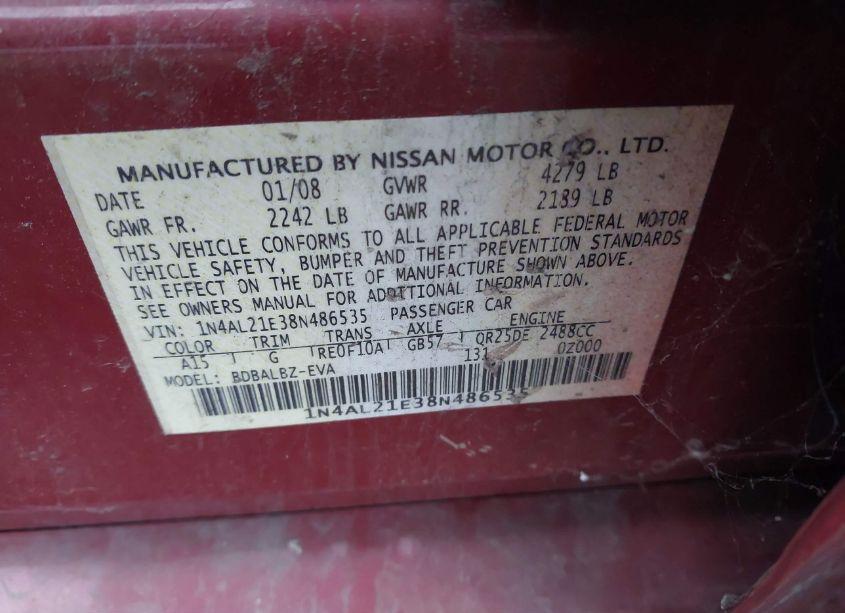 MANUFACTURED BY NISSAN MOTOR CO., LTD.
DATE 01/08 GVWR 4279 LB
GAWR FR. 2242 LB GAWR RR. 2139 LB
THIS VEHICLE CONFORMS TO ALL APPLICABLE FEDERAL MOTOR
VEHICLE SAFETY, BUMPER AND THEFT PREVENTION STANDARDS
IN EFFECT ON THE DATE OF MANUFACTURE SHOWN ABOVE.
SEE OWNERS MANUAL FOR ADDITIONAL INFORMATION.
VIN: 1N4AL21E38N486535 PASSENGER CAR
COLOR TRIM TRANS AXLE ENGINE
A15 G RE0F10A GB57 QR25DE 2488CC
MODEL: BDBALBZ-EVA 131 0Z000
1N4AL21E38N486535